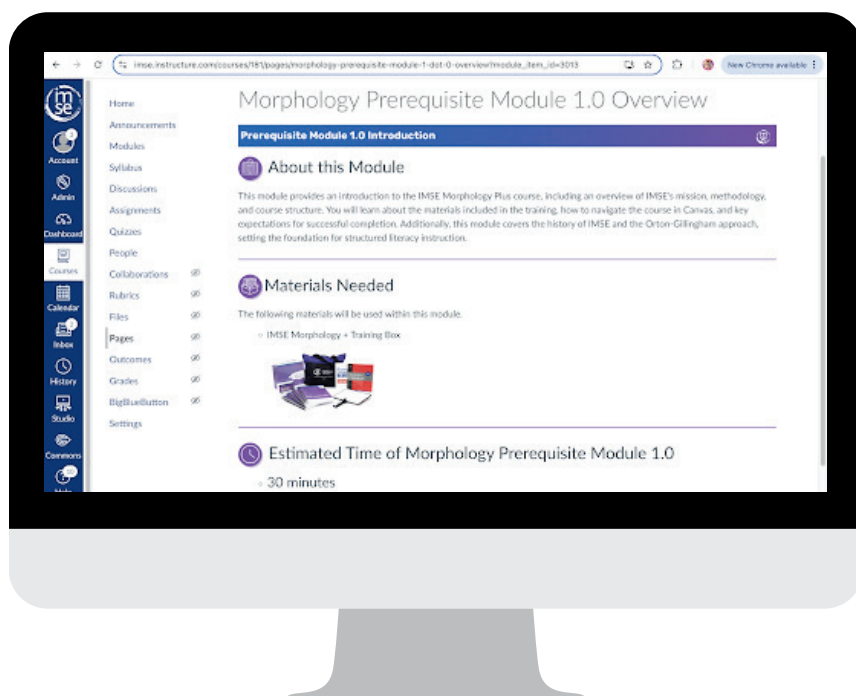 imse.instructure.com/courses/181/pages/morphology-prerequisite-module-1-dot-0-overview?module_item_id=3013
New Chrome available
imse
Account
Admin
Dashboard
Courses
Calendar
Inbox
History
Studio
Commons
Home
Announcements
Modules
Syllabus
Discussions
Assignments
Quizzes
People
Collaborations
Rubrics
Files
Pages
Outcomes
Grades
BigBlueButton
Settings
Morphology Prerequisite Module 1.0 Overview
Prerequisite Module 1.0 Introduction
About this Module
This module provides an introduction to the IMSE Morphology Plus course, including an overview of IMSE's mission, methodology,
and course structure. You will learn about the materials included in the training, how to navigate the course in Canvas, and key
expectations for successful completion. Additionally, this module covers the history of IMSE and the Orton-Gillingham approach,
setting the foundation for structured literacy instruction.
Materials Needed
The following materials will be used within this module.
IMSE Morphology + Training Box
Estimated Time of Morphology Prerequisite Module 1.0
30 minutes